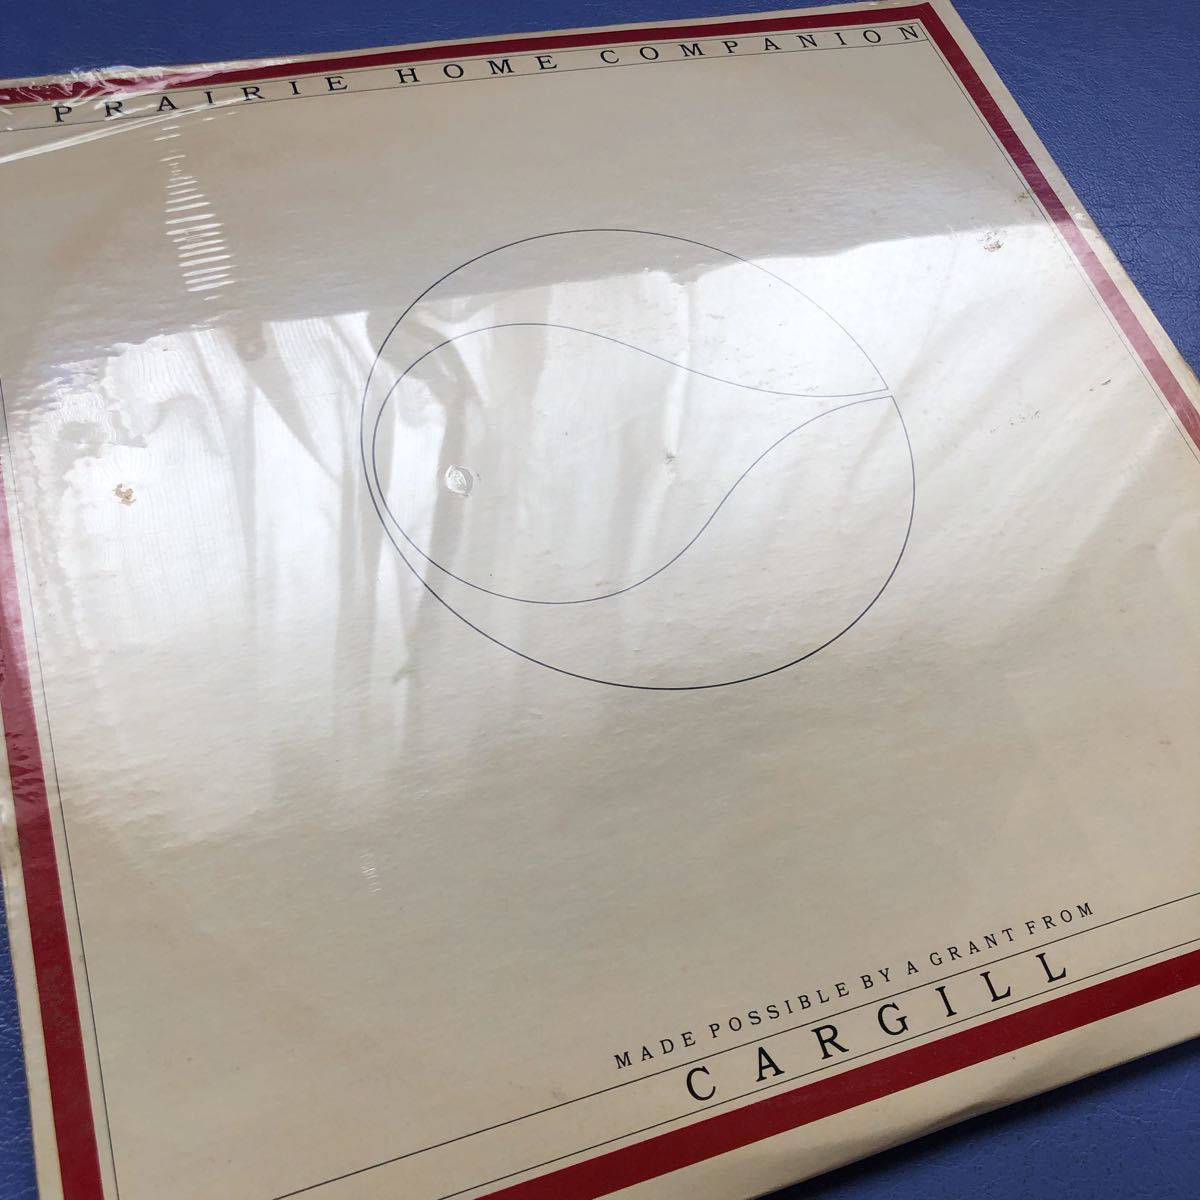 PRAIRIE HOME COMPANION
MADE POSSIBLE BY A GRANT FROM
CARGILL